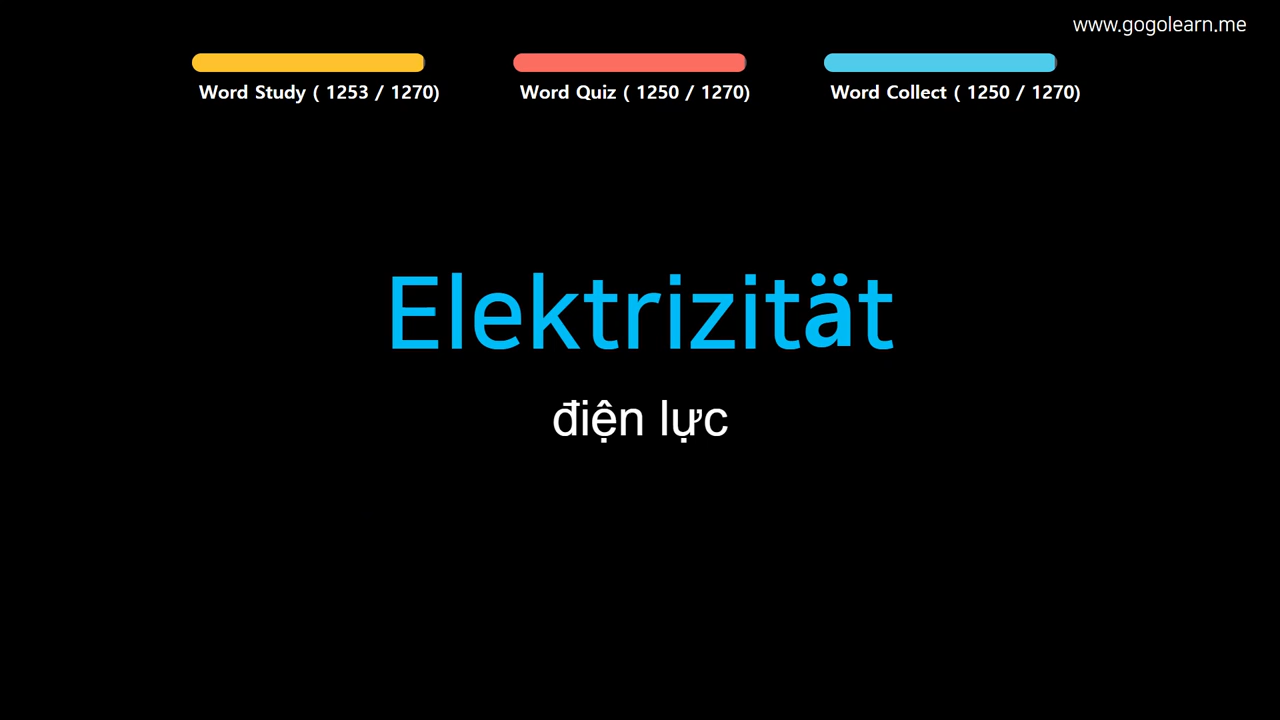 www.gogolearn.me
Word Study ( 1253 / 1270)
Word Quiz ( 1250 / 1270)
Word Collect ( 1250 / 1270)
Elektrizität
điện lực